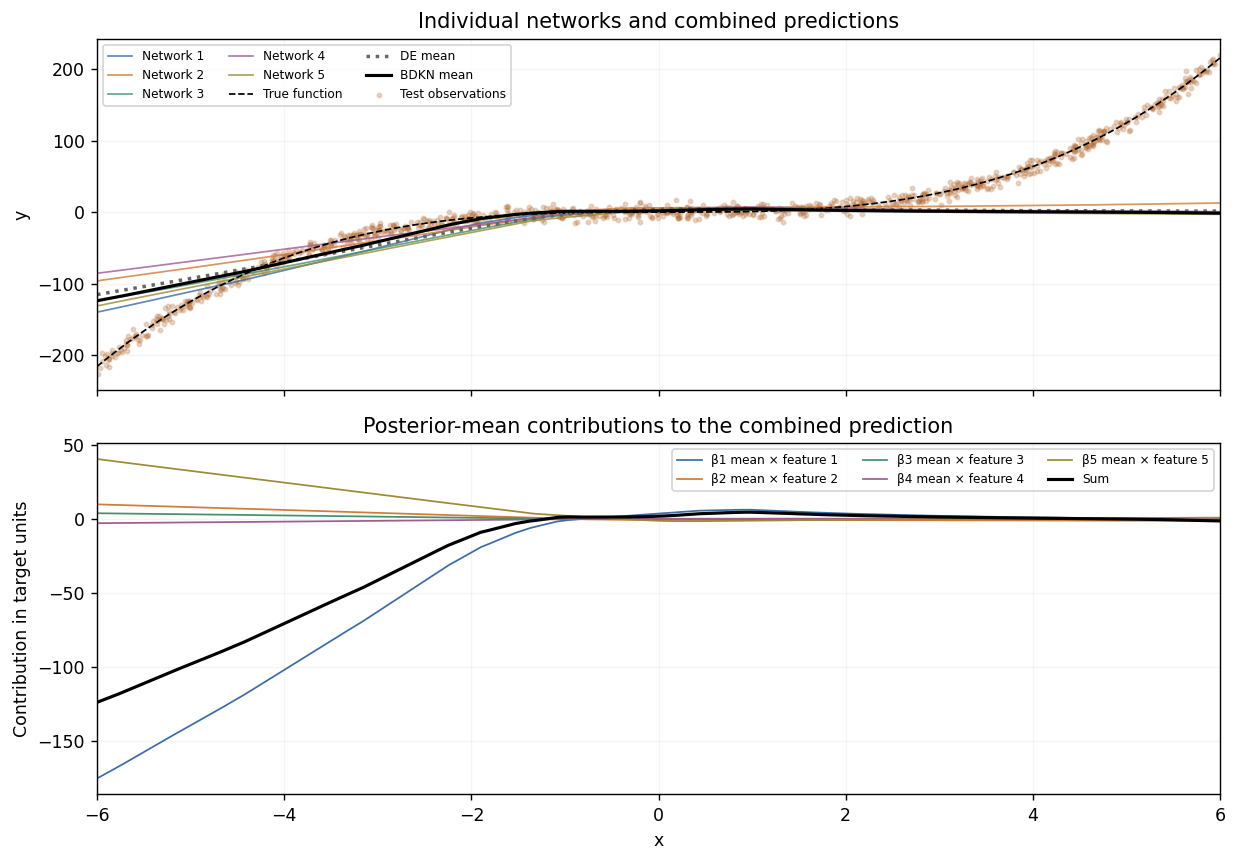 Individual networks and combined predictions
Network 1
Network 2
Network 3
Network 4
Network 5
True function
DE mean
BDKN mean
Test observations
200
100
0
−100
−200
y
Posterior-mean contributions to the combined prediction
β1 mean × feature 1
β2 mean × feature 2
β3 mean × feature 3
β4 mean × feature 4
β5 mean × feature 5
Sum
50
0
−50
−100
−150
Contribution in target units
−6
−4
−2
0
2
4
6
x